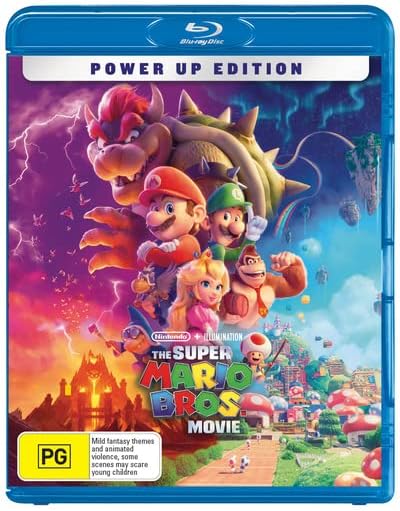 Blu-ray Disc
POWER UP EDITION
Nintendo + ILLUMINATION
THE SUPER
MARIO
BROS.
MOVIE
PG
Mild fantasy themes
and animated
violence, some
scenes may scare
young children